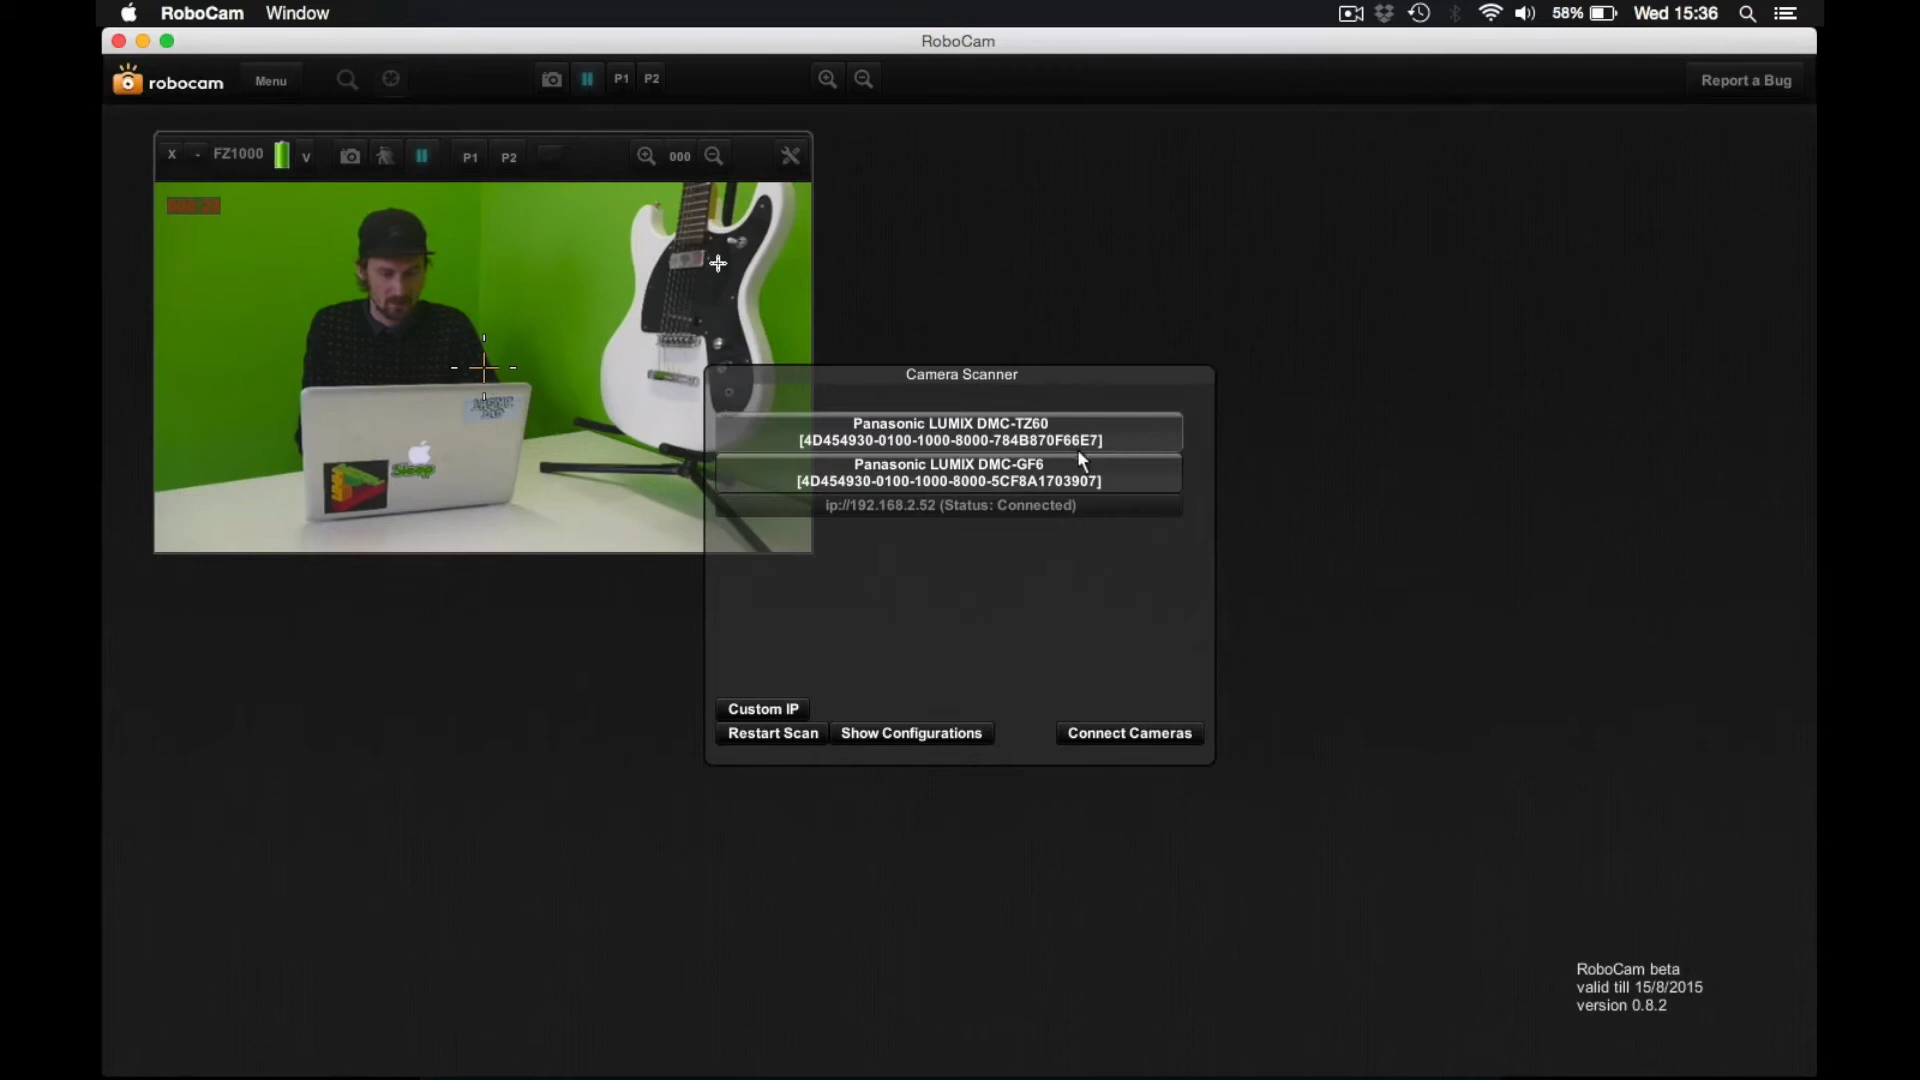 RoboCam Window 58% Wed 15:36
RoboCam
robocam Menu P1 P2 Report a Bug
X - FZ1000 V P1 P2 000
Camera Scanner
Panasonic LUMIX DMC-TZ60
[4D454930-0100-1000-8000-784B870F66E7]
Panasonic LUMIX DMC-GF6
[4D454930-0100-1000-8000-5CF8A1703907]
ip://192.168.2.52 (Status: Connected)
Custom IP
Restart Scan Show Configurations Connect Cameras
RoboCam beta
valid till 15/8/2015
version 0.8.2